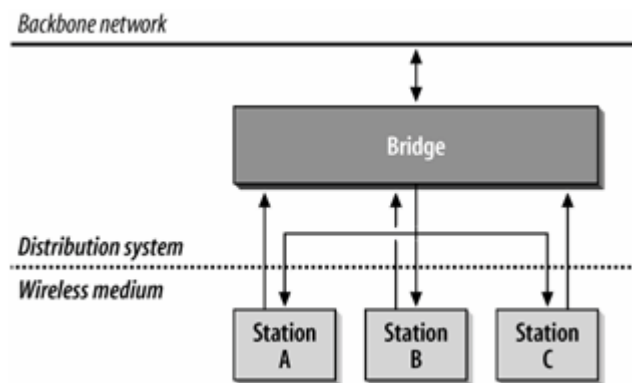 Backbone network
Bridge
Distribution system
Wireless medium
Station Station Station
A B C